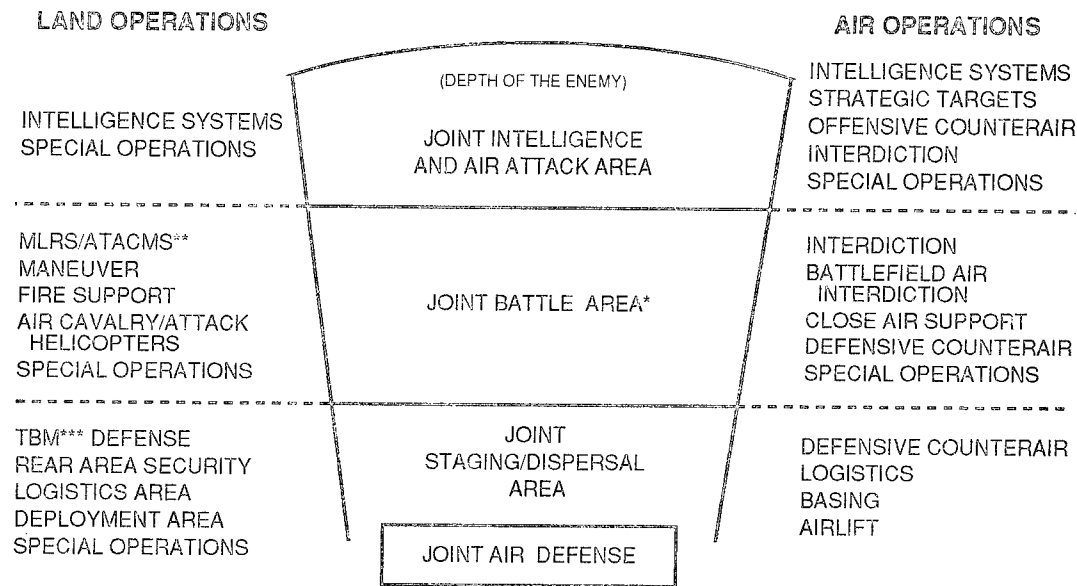 LAND OPERATIONS
AIR OPERATIONS
(DEPTH OF THE ENEMY)
INTELLIGENCE SYSTEMS
SPECIAL OPERATIONS
JOINT INTELLIGENCE
AND AIR ATTACK AREA
INTELLIGENCE SYSTEMS
STRATEGIC TARGETS
OFFENSIVE COUNTERAIR
INTERDICTION
SPECIAL OPERATIONS
MLRS/ATACMS**
MANEUVER
FIRE SUPPORT
AIR CAVALRY/ATTACK
HELICOPTERS
SPECIAL OPERATIONS
JOINT BATTLE AREA*
INTERDICTION
BATTLEFIELD AIR
INTERDICTION
CLOSE AIR SUPPORT
DEFENSIVE COUNTERAIR
SPECIAL OPERATIONS
TBM*** DEFENSE
REAR AREA SECURITY
LOGISTICS AREA
DEPLOYMENT AREA
SPECIAL OPERATIONS
JOINT
STAGING/DISPERSAL
AREA
JOINT AIR DEFENSE
DEFENSIVE COUNTERAIR
LOGISTICS
BASING
AIRLIFT